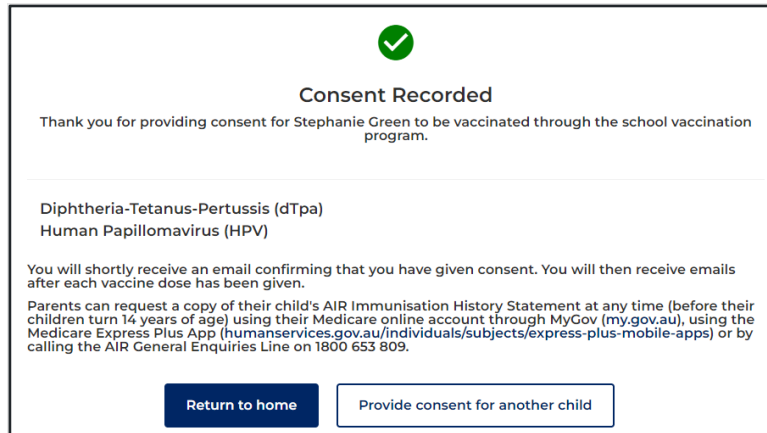 Consent Recorded
Thank you for providing consent for Stephanie Green to be vaccinated through the school vaccination
program.
Diphtheria-Tetanus-Pertussis (dTpa)
Human Papillomavirus (HPV)
You will shortly receive an email confirming that you have given consent. You will then receive emails
after each vaccine dose has been given.
Parents can request a copy of their child's AIR Immunisation History Statement at any time (before their
children turn 14 years of age) using their Medicare online account through MyGov (my.gov.au), using the
Medicare Express Plus App (humanservices.gov.au/individuals/subjects/express-plus-mobile-apps) or by
calling the AIR General Enquiries Line on 1800 653 809.
Return to home
Provide consent for another child